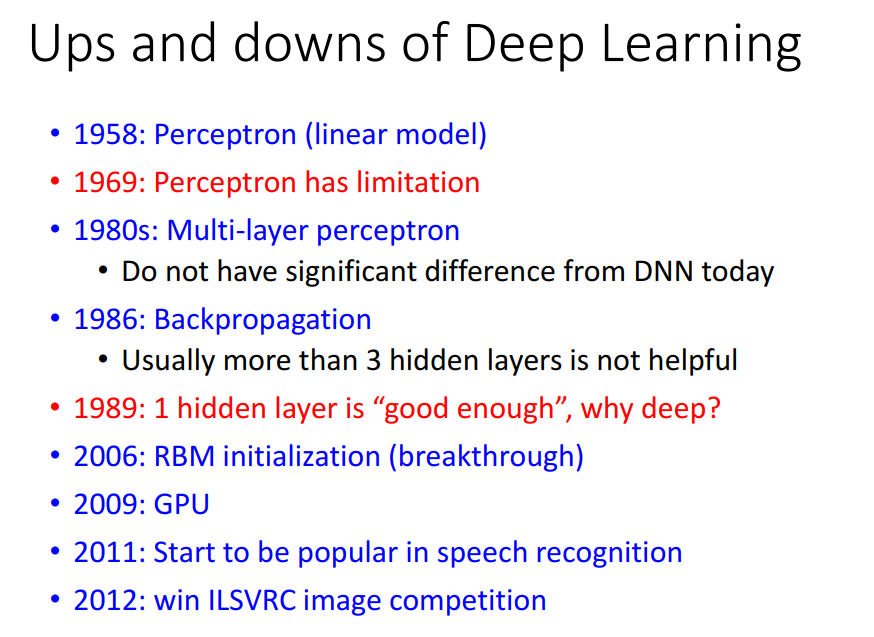 Ups and downs of Deep Learning
• 1958: Perceptron (linear model)
• 1969: Perceptron has limitation
• 1980s: Multi-layer perceptron
• Do not have significant difference from DNN today
• 1986: Backpropagation
• Usually more than 3 hidden layers is not helpful
• 1989: 1 hidden layer is “good enough”, why deep?
• 2006: RBM initialization (breakthrough)
• 2009: GPU
• 2011: Start to be popular in speech recognition
• 2012: win ILSVRC image competition